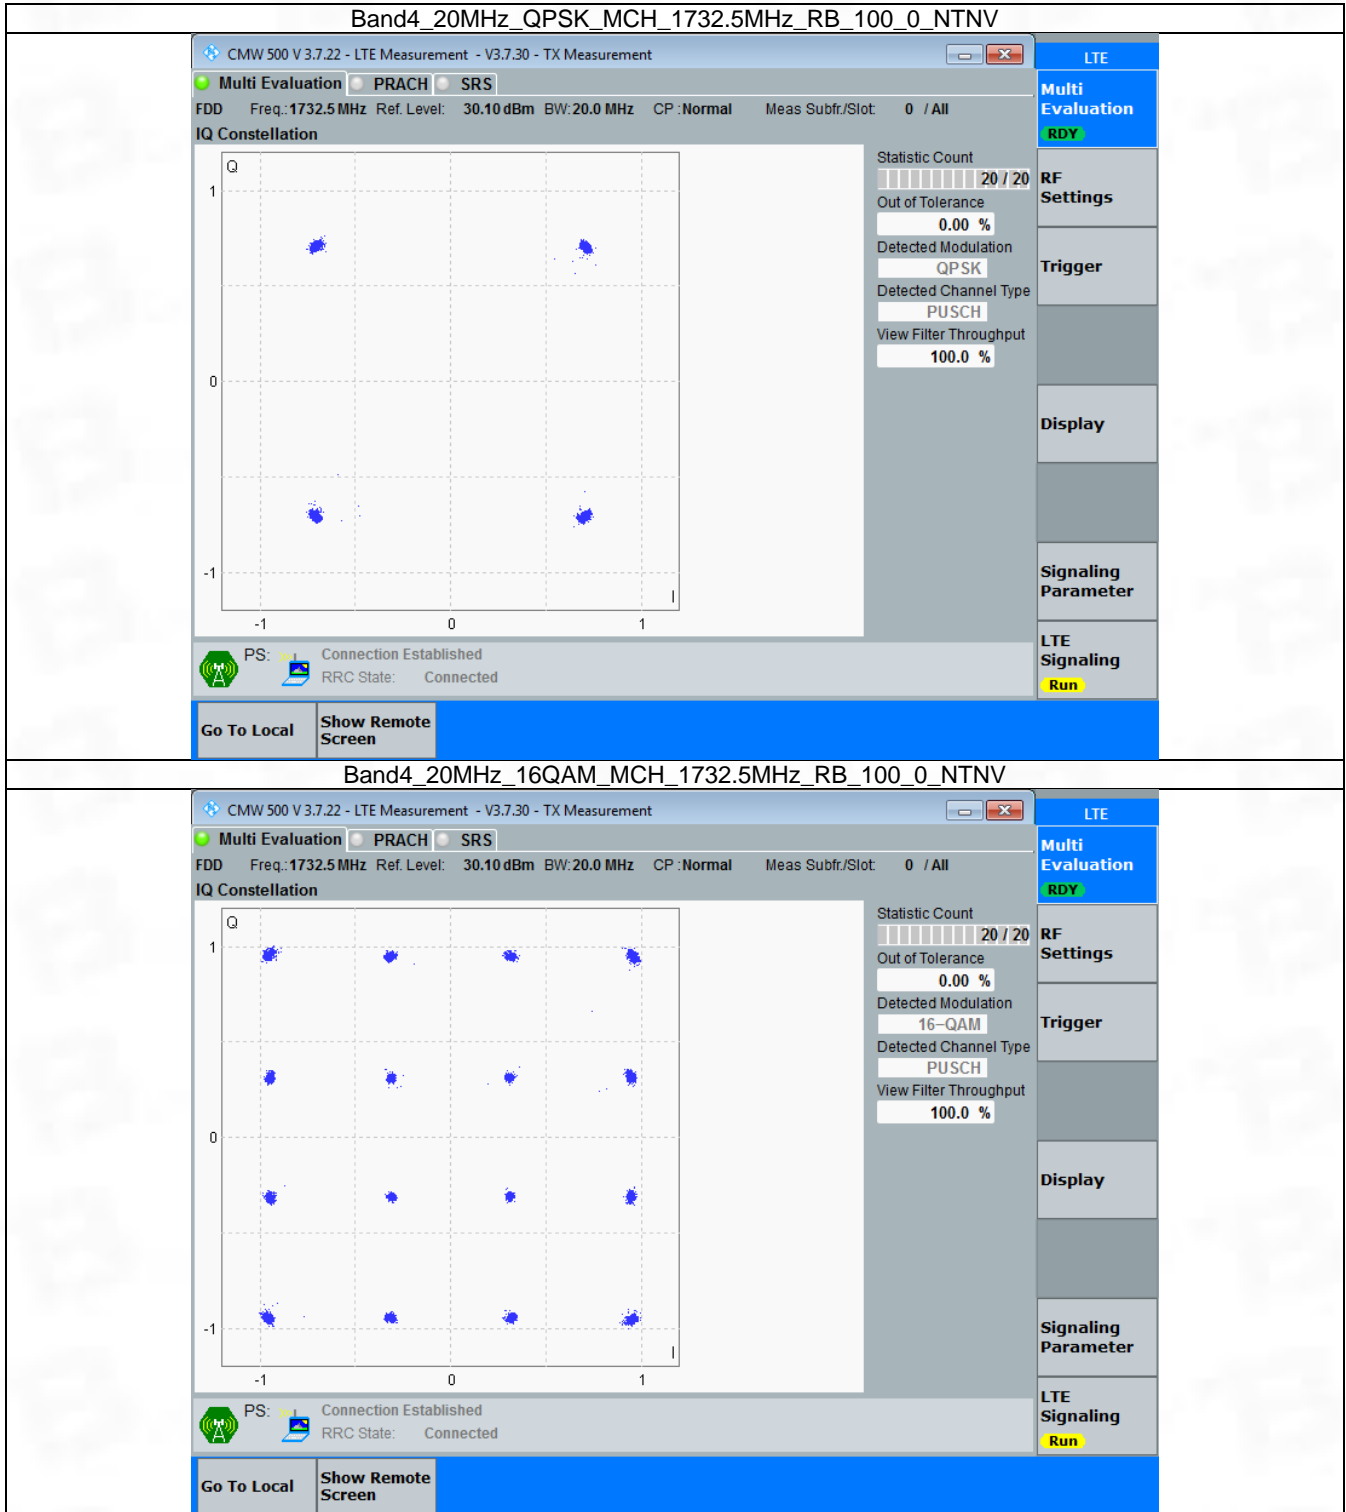 Band4_20MHz_QPSK_MCH_1732.5MHz_RB_100_0_NTNV
CMW 500 V 3.7.22 - LTE Measurement - V3.7.30 - TX Measurement
LTE
Multi Evaluation PRACH SRS
Multi
Evaluation
RDY
FDD Freq.: 1732.5 MHz Ref. Level: 30.10 dBm BW: 20.0 MHz CP : Normal Meas Subfr./Slot: 0 / All
IQ Constellation
Q
1
0
-1
I
-1 0 1
Statistic Count
20 / 20
Out of Tolerance
0.00 %
Detected Modulation
QPSK
Detected Channel Type
PUSCH
View Filter Throughput
100.0 %
RF
Settings
Trigger
Display
Signaling
Parameter
LTE
Signaling
Run
PS: Connection Established
RRC State: Connected
Go To Local
Show Remote
Screen
Band4_20MHz_16QAM_MCH_1732.5MHz_RB_100_0_NTNV
CMW 500 V 3.7.22 - LTE Measurement - V3.7.30 - TX Measurement
LTE
Multi Evaluation PRACH SRS
Multi
Evaluation
RDY
FDD Freq.: 1732.5 MHz Ref. Level: 30.10 dBm BW: 20.0 MHz CP : Normal Meas Subfr./Slot: 0 / All
IQ Constellation
Q
1
0
-1
I
-1 0 1
Statistic Count
20 / 20
Out of Tolerance
0.00 %
Detected Modulation
16-QAM
Detected Channel Type
PUSCH
View Filter Throughput
100.0 %
RF
Settings
Trigger
Display
Signaling
Parameter
LTE
Signaling
Run
PS: Connection Established
RRC State: Connected
Go To Local
Show Remote
Screen